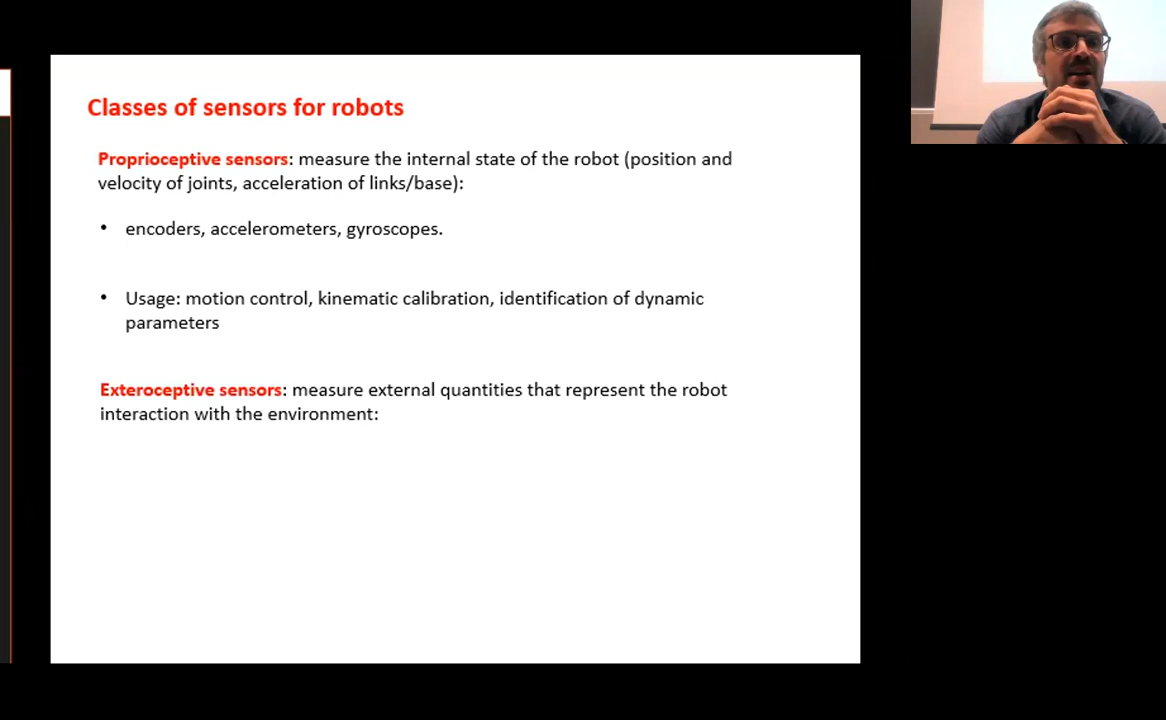 Classes of sensors for robots
Proprioceptive sensors: measure the internal state of the robot (position and
velocity of joints, acceleration of links/base):
• encoders, accelerometers, gyroscopes.
• Usage: motion control, kinematic calibration, identification of dynamic
parameters
Exteroceptive sensors: measure external quantities that represent the robot
interaction with the environment: